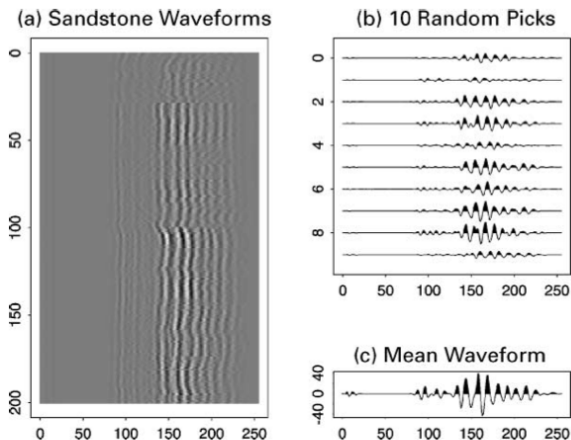 (a) Sandstone Waveforms
0
50
100
150
200
0 50 100 150 200 250
(b) 10 Random Picks
0
2
4
6
8
0 50 100 150 200 250
(c) Mean Waveform
40
0
-40
0 50 100 150 200 250